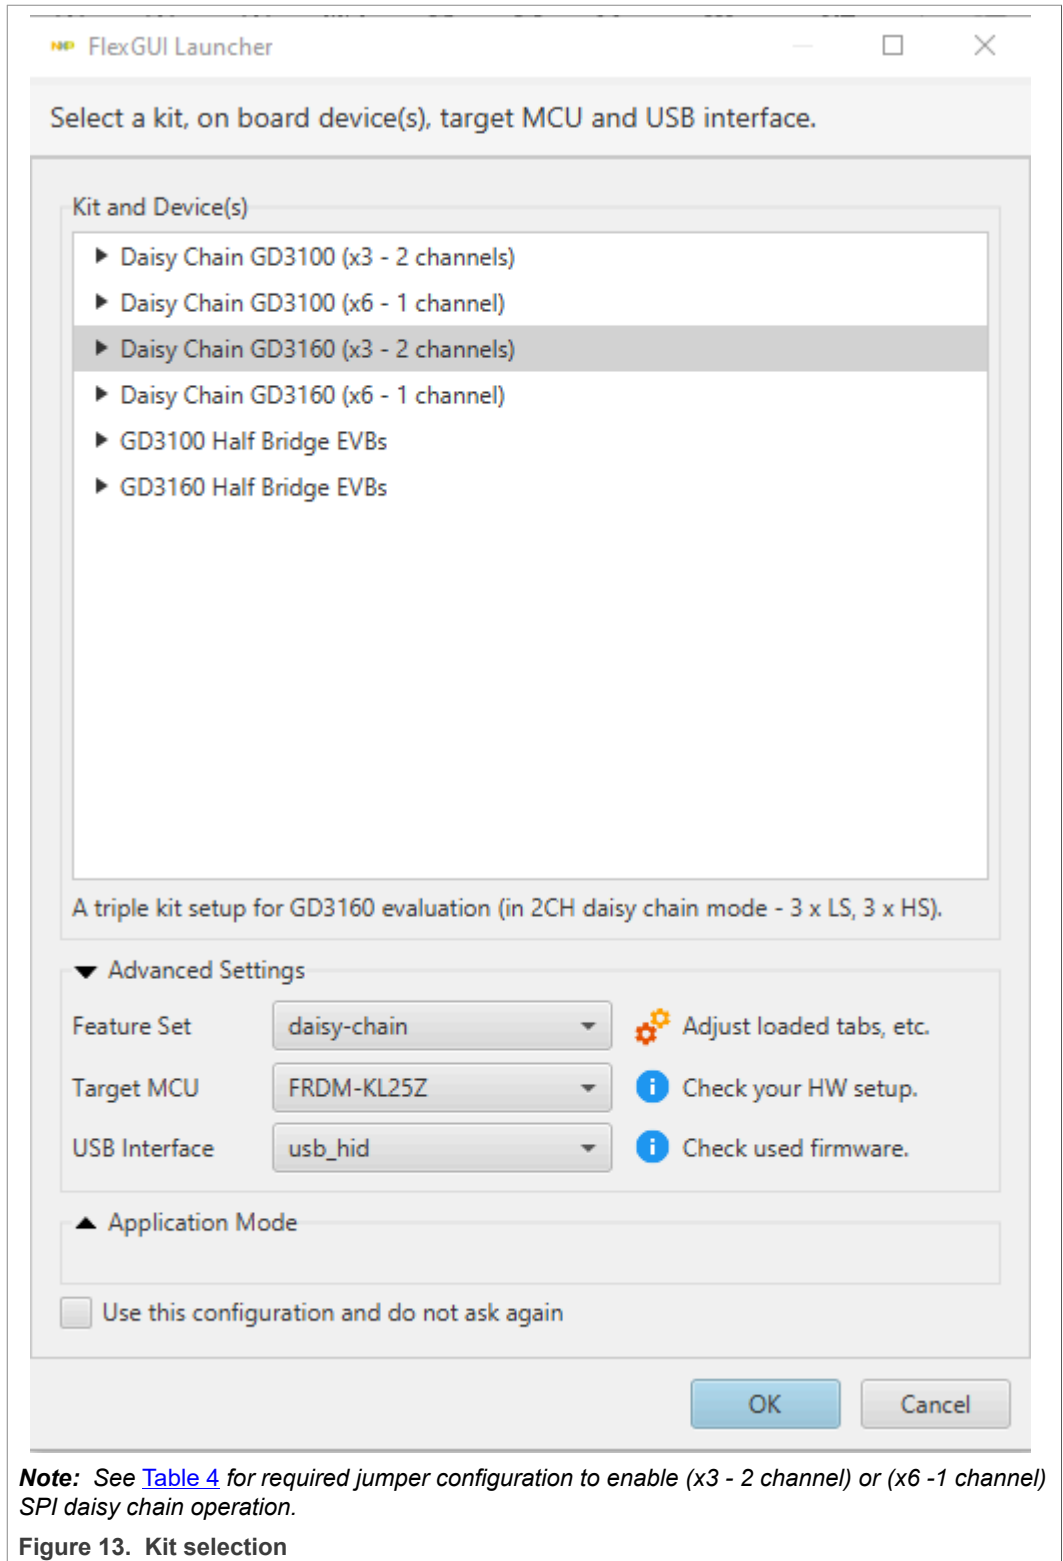 NXP FlexGUI Launcher
Select a kit, on board device(s), target MCU and USB interface.
Kit and Device(s)
Daisy Chain GD3100 (x3 - 2 channels)
Daisy Chain GD3100 (x6 - 1 channel)
Daisy Chain GD3160 (x3 - 2 channels)
Daisy Chain GD3160 (x6 - 1 channel)
GD3100 Half Bridge EVBs
GD3160 Half Bridge EVBs
A triple kit setup for GD3160 evaluation (in 2CH daisy chain mode - 3 x LS, 3 x HS).
Advanced Settings
Feature Set daisy-chain Adjust loaded tabs, etc.
Target MCU FRDM-KL25Z Check your HW setup.
USB Interface usb_hid Check used firmware.
Application Mode
Use this configuration and do not ask again
OK Cancel
Note: See Table 4 for required jumper configuration to enable (x3 - 2 channel) or (x6 -1 channel)
SPI daisy chain operation.
Figure 13. Kit selection